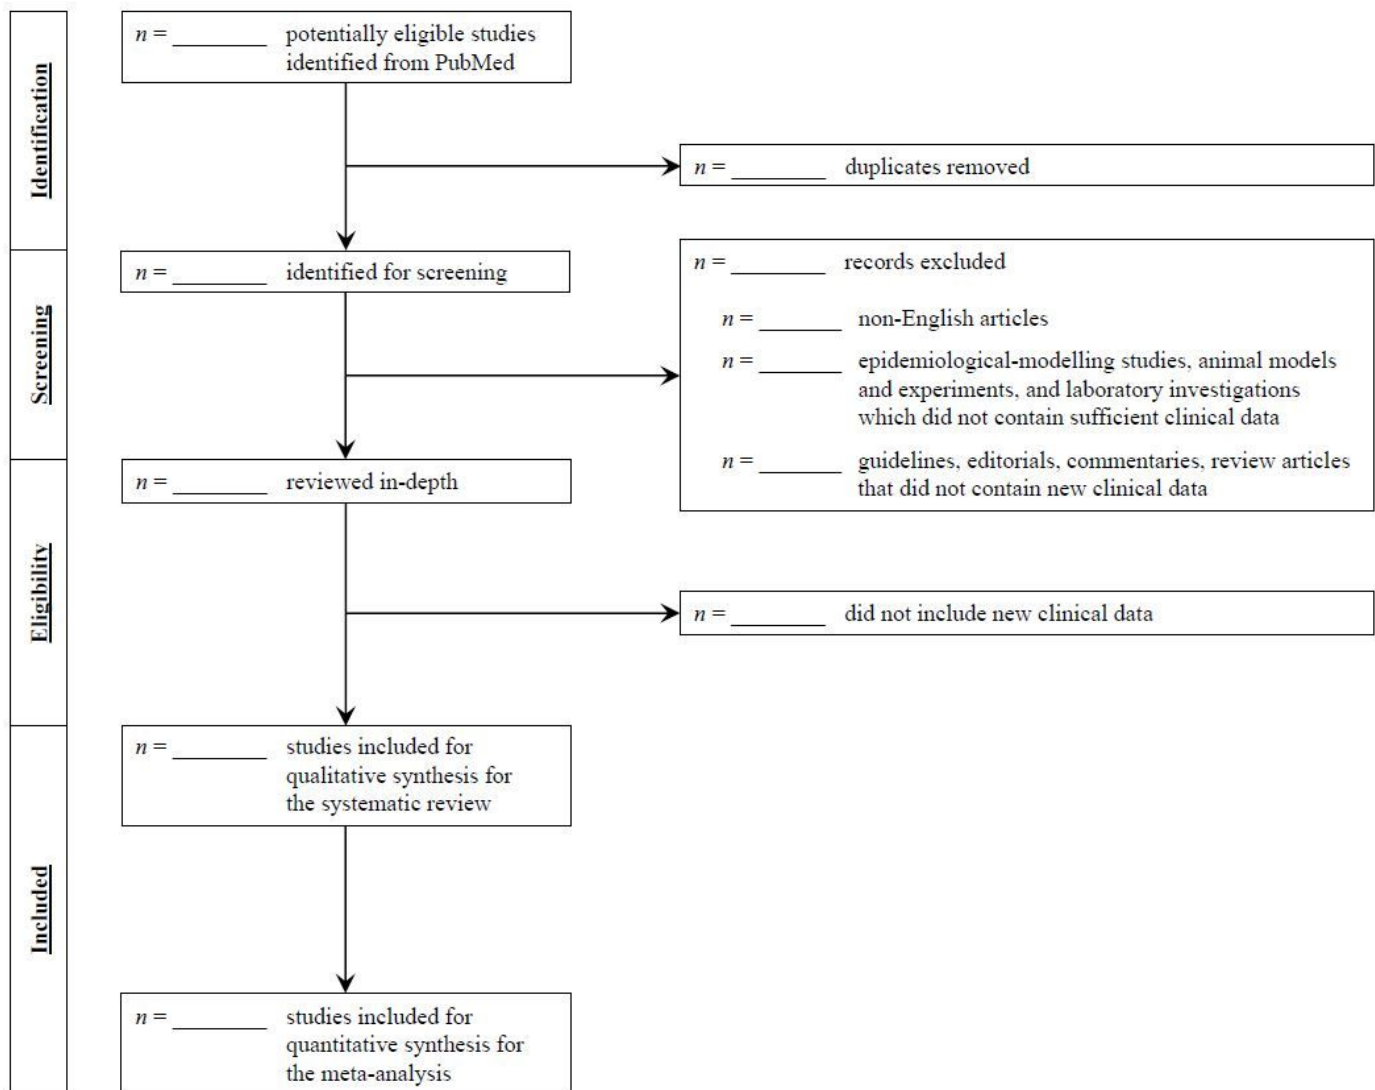 Identification
n = ________ potentially eligible studies
identified from PubMed
n = ________ duplicates removed
Screening
n = ________ identified for screening
n = ________ records excluded
n = _______ non-English articles
n = _______ epidemiological-modelling studies, animal models
and experiments, and laboratory investigations
which did not contain sufficient clinical data
n = _______ guidelines, editorials, commentaries, review articles
that did not contain new clinical data
Eligibility
n = ________ reviewed in-depth
n = ________ did not include new clinical data
Included
n = ________ studies included for
qualitative synthesis for
the systematic review
n = ________ studies included for
quantitative synthesis for
the meta-analysis